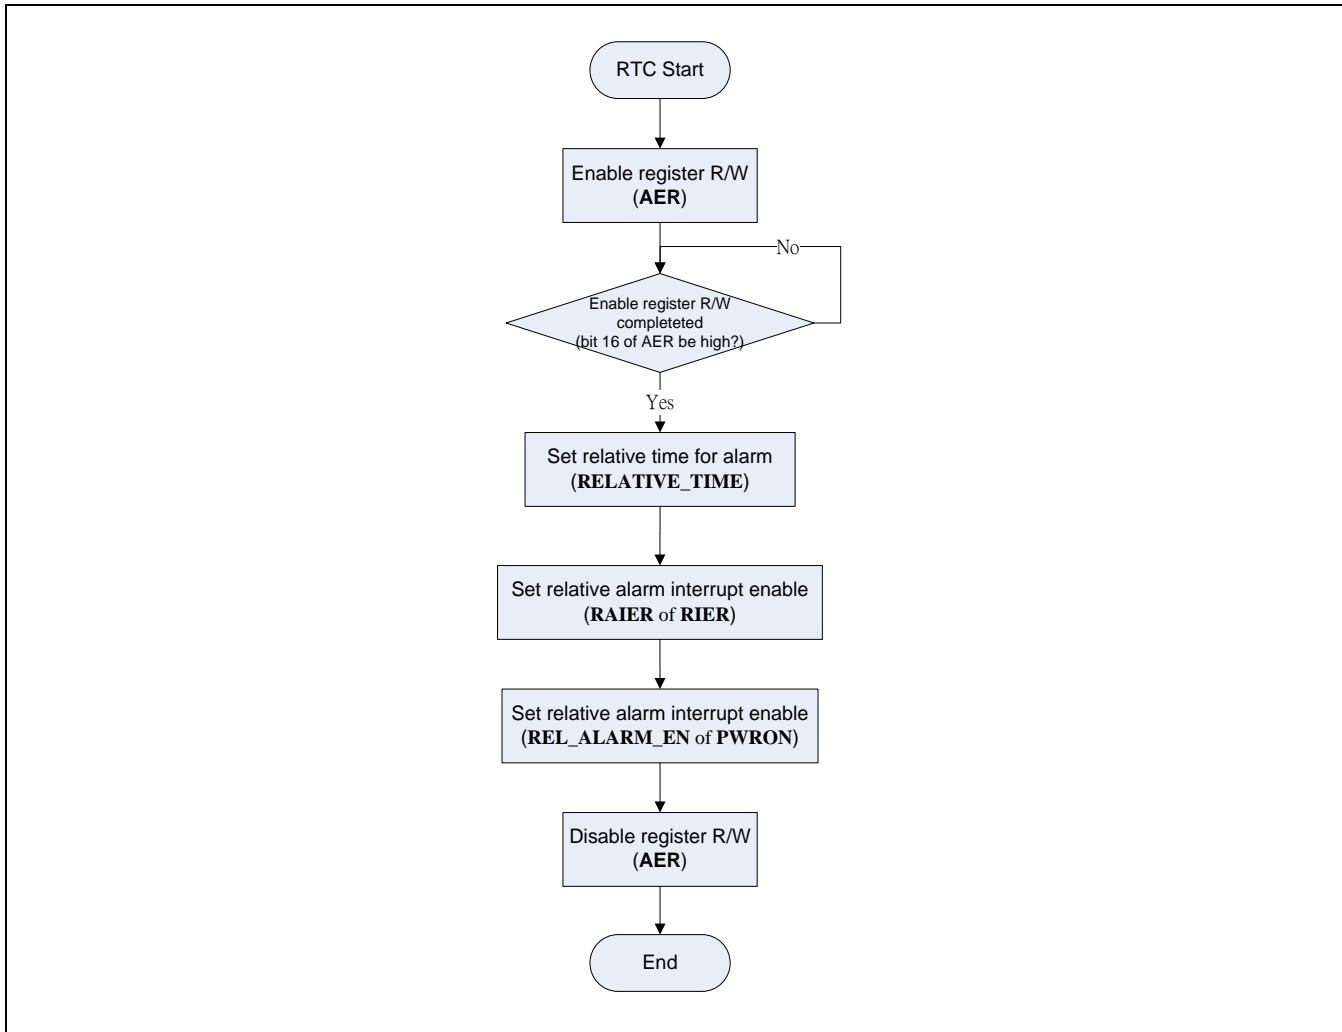 RTC Start
Enable register R/W
(AER)
No
Enable register R/W
completeted
(bit 16 of AER be high?)
Yes
Set relative time for alarm
(RELATIVE_TIME)
Set relative alarm interrupt enable
(RAIER of RIER)
Set relative alarm interrupt enable
(REL_ALARM_EN of PWRON)
Disable register R/W
(AER)
End